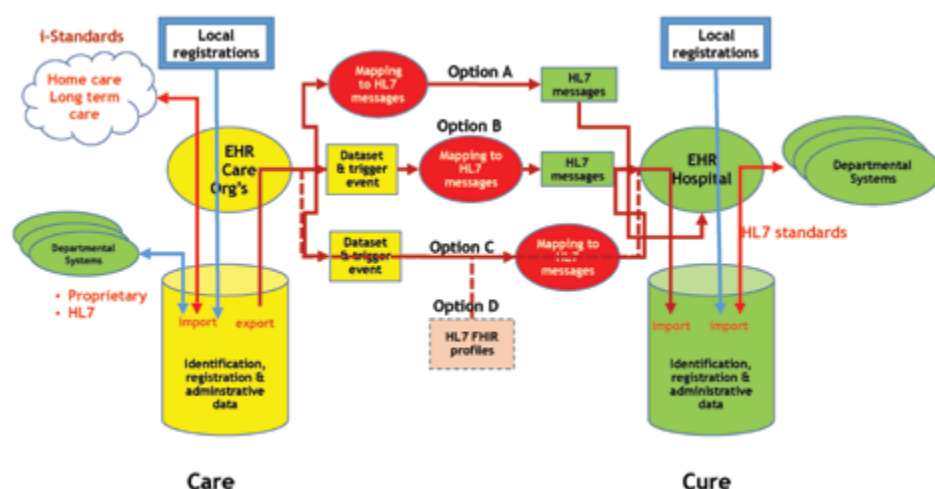 i-Standards
Home care
Long term
care
Local
registrations
Mapping
to HL7
messages
Option A
HL7
messages
Local
registrations
EHR
Care
Org's
Option B
Dataset
& trigger
event
Mapping to
HL7
messages
HL7
messages
EHR
Hospital
Departmental
Systems
Departmental
Systems
Dataset
& trigger
event
Option C
Mapping to
HL7
messages
HL7 standards
• Proprietary
• HL7
import
export
Option D
HL7 FHIR
profiles
import
import
Identification,
registration &
adminstrative
data
Identification,
registration &
administrative
data
Care
Cure